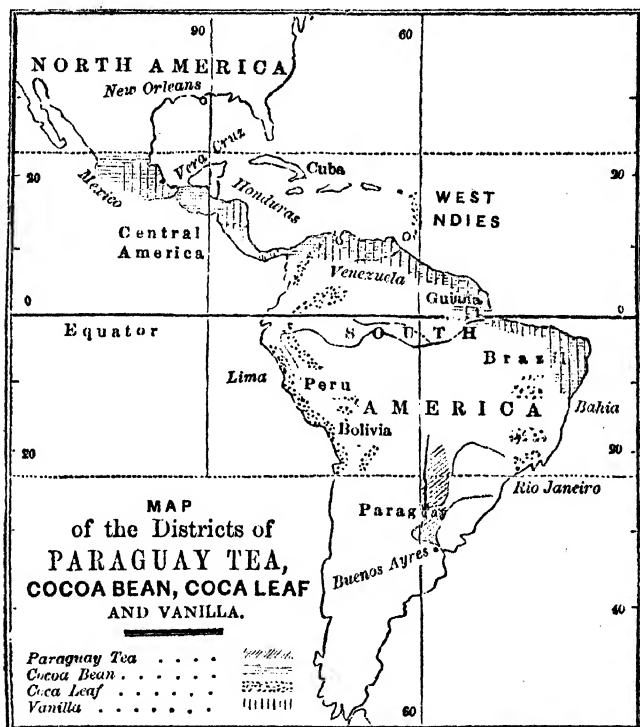 90
60
NORTH AMERICA
New Orleans
Vera Cruz
20
Mexico
Cuba
Honduras
20
WEST
NDIES
Central
America
Venezuela
Guiana
0
0
Equator
SOUTH
Brazil
Lima
Peru
AMERICA
Bahia
Bolivia
20
20
Rio Janeiro
Paraguay
Buenos Ayres
MAP
of the Districts of
PARAGUAY TEA,
COCOA BEAN, COCA LEAF
AND VANILLA.
40
Paraguay Tea . . . . .
Cocoa Bean . . . . . .
Coca Leaf . . . . . .
Vanilla . . . . . . .
60